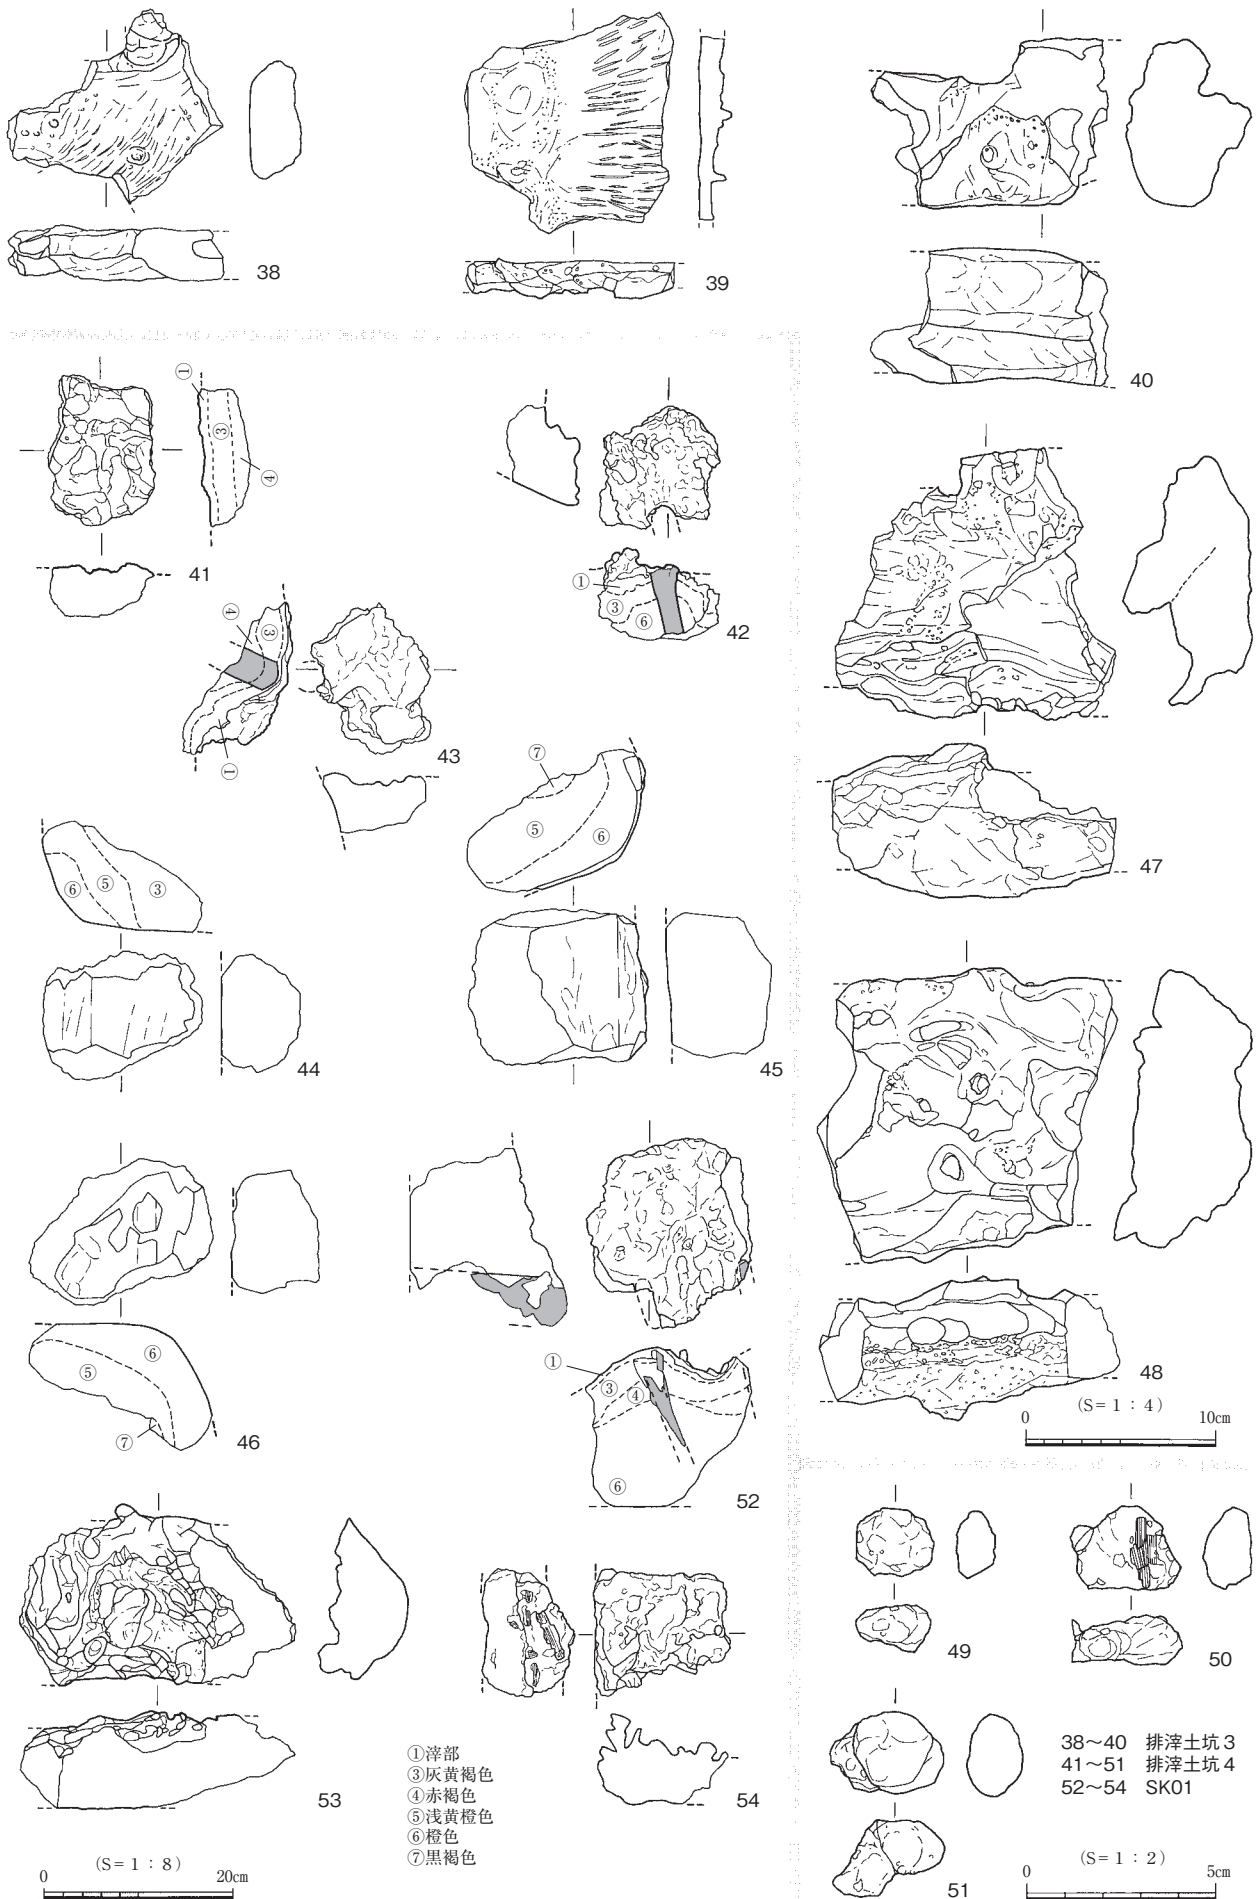 38
39
40
①
③
④
41
①
③
⑥
42
④
③
①
43
⑦
⑤
⑥
45
⑥
⑤
③
44
47
46
⑤
⑥
⑦
①
③
④
⑥
52
48
(S=1：4)
0 10cm
53
54
49
50
51
①滓部
③灰黄褐色
④赤褐色
⑤浅黄橙色
⑥橙色
⑦黒褐色
38～40 排滓土坑3
41～51 排滓土坑4
52～54 SK01
(S=1：8)
0 20cm
(S=1：2)
0 5cm